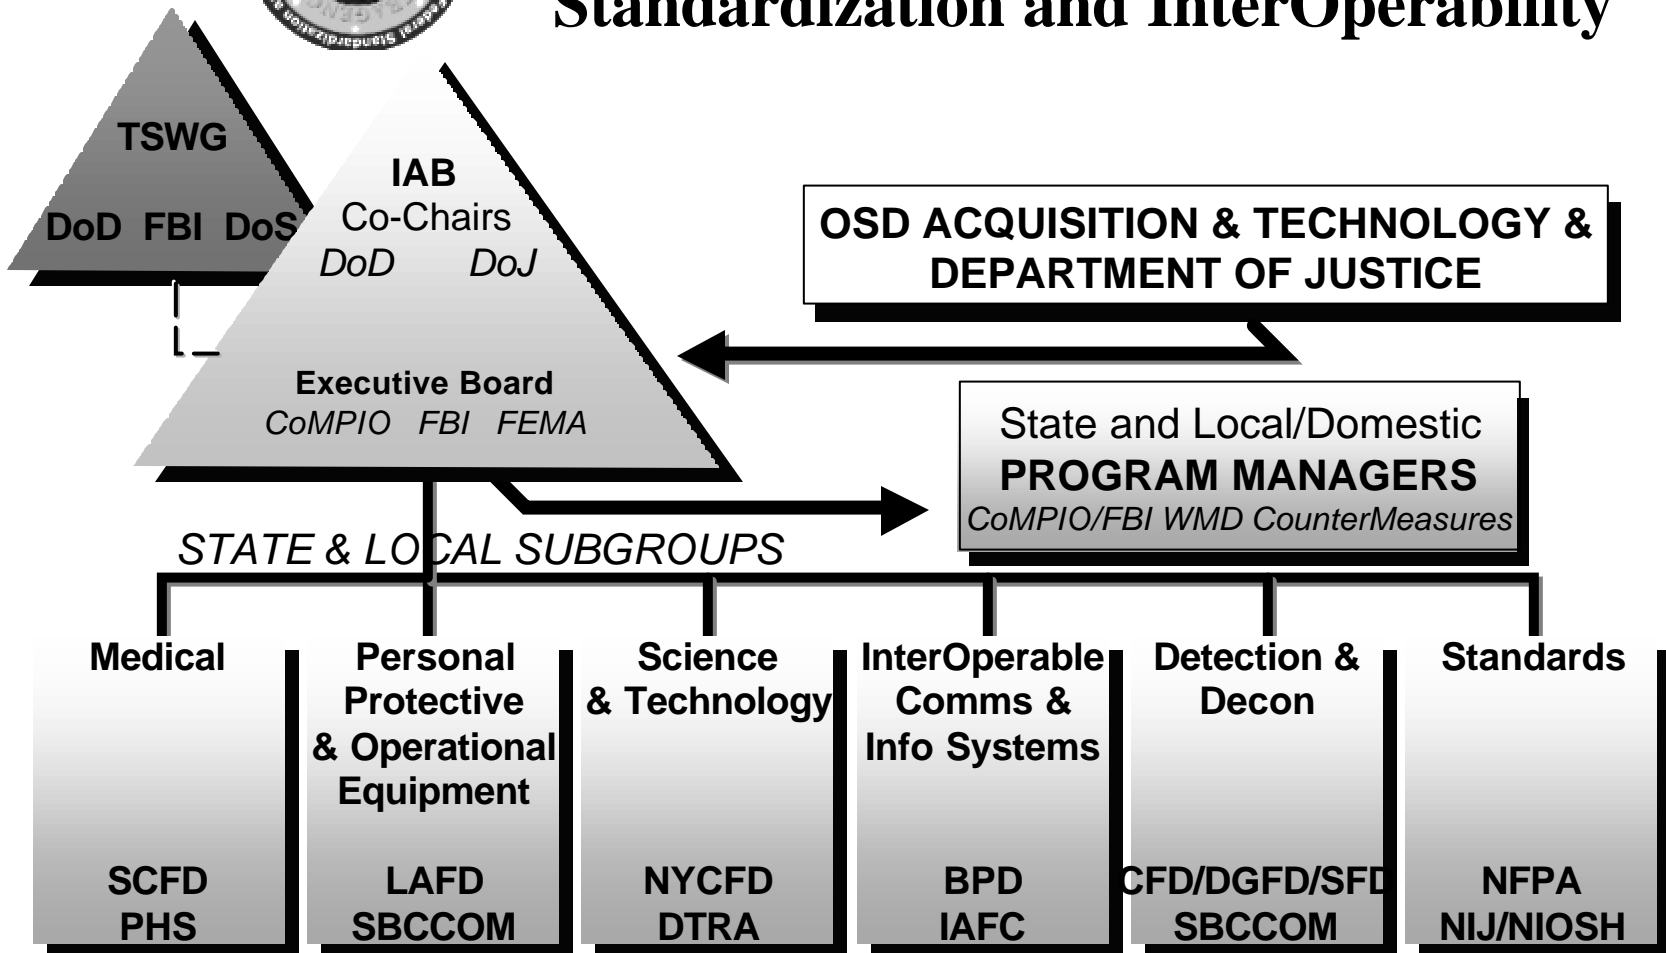 Standardization and InterOperability
TSWG
DoD FBI DoS
IAB
Co-Chairs
DoD DoJ
Executive Board
CoMPIO FBI FEMA
OSD ACQUISITION & TECHNOLOGY &
DEPARTMENT OF JUSTICE
State and Local/Domestic
PROGRAM MANAGERS
CoMPIO/FBI WMD CounterMeasures
STATE & LOCAL SUBGROUPS
Medical
SCFD
PHS
Personal
Protective
& Operational
Equipment
LAFD
SBCCOM
Science
& Technology
NYCFD
DTRA
InterOperable
Comms &
Info Systems
BPD
IAFC
Detection &
Decon
CFD/DGFD/SFD
SBCCOM
Standards
NFPA
NIJ/NIOSH